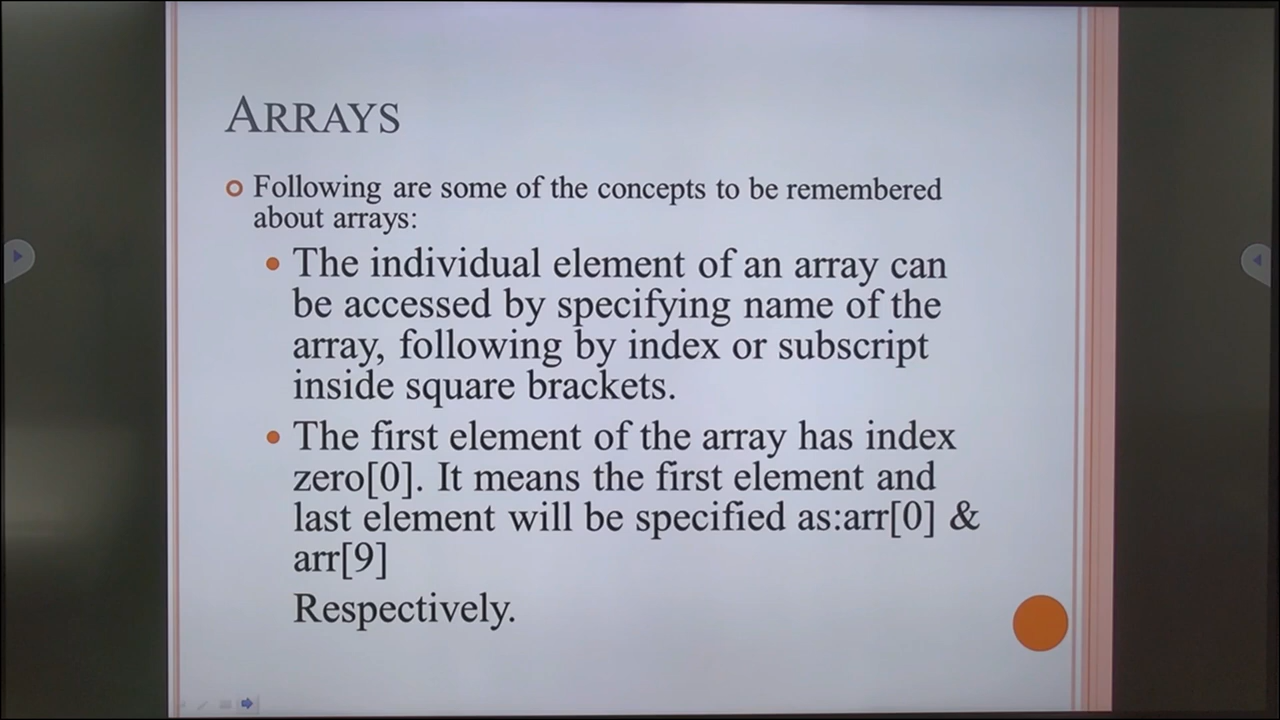 ARRAYS
Following are some of the concepts to be remembered
about arrays:
The individual element of an array can
be accessed by specifying name of the
array, following by index or subscript
inside square brackets.
The first element of the array has index
zero[0]. It means the first element and
last element will be specified as:arr[0] &
arr[9]
Respectively.